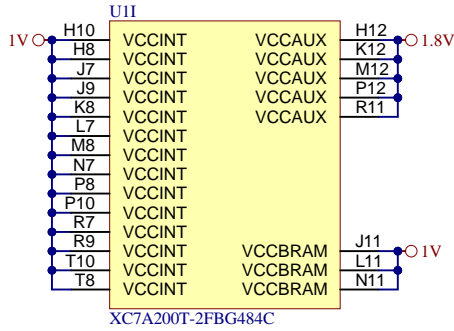 U1I
1V H10 VCCINT VCCAUX H12 1.8V
H8 VCCINT VCCAUX K12
J7 VCCINT VCCAUX M12
J9 VCCINT VCCAUX P12
K8 VCCINT VCCAUX R11
L7 VCCINT
M8 VCCINT
N7 VCCINT
P8 VCCINT
P10 VCCINT
R7 VCCINT
R9 VCCINT VCCBRAM J11 1V
T10 VCCINT VCCBRAM L11
T8 VCCINT VCCBRAM N11
XC7A200T-2FBG484C